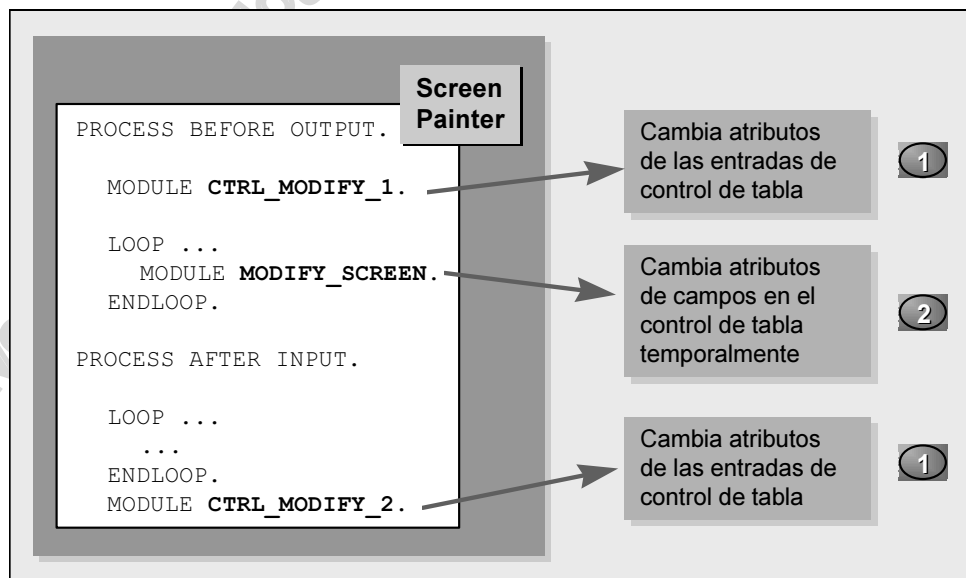 Screen
Painter
PROCESS BEFORE OUTPUT.
MODULE CTRL_MODIFY_1.
LOOP ...
MODULE MODIFY_SCREEN.
ENDLOOP.
PROCESS AFTER INPUT.
LOOP ...
...
ENDLOOP.
MODULE CTRL_MODIFY_2.
Cambia atributos
de las entradas de
control de tabla
1
Cambia atributos
de campos en el
control de tabla
temporalmente
2
Cambia atributos
de las entradas de
control de tabla
1